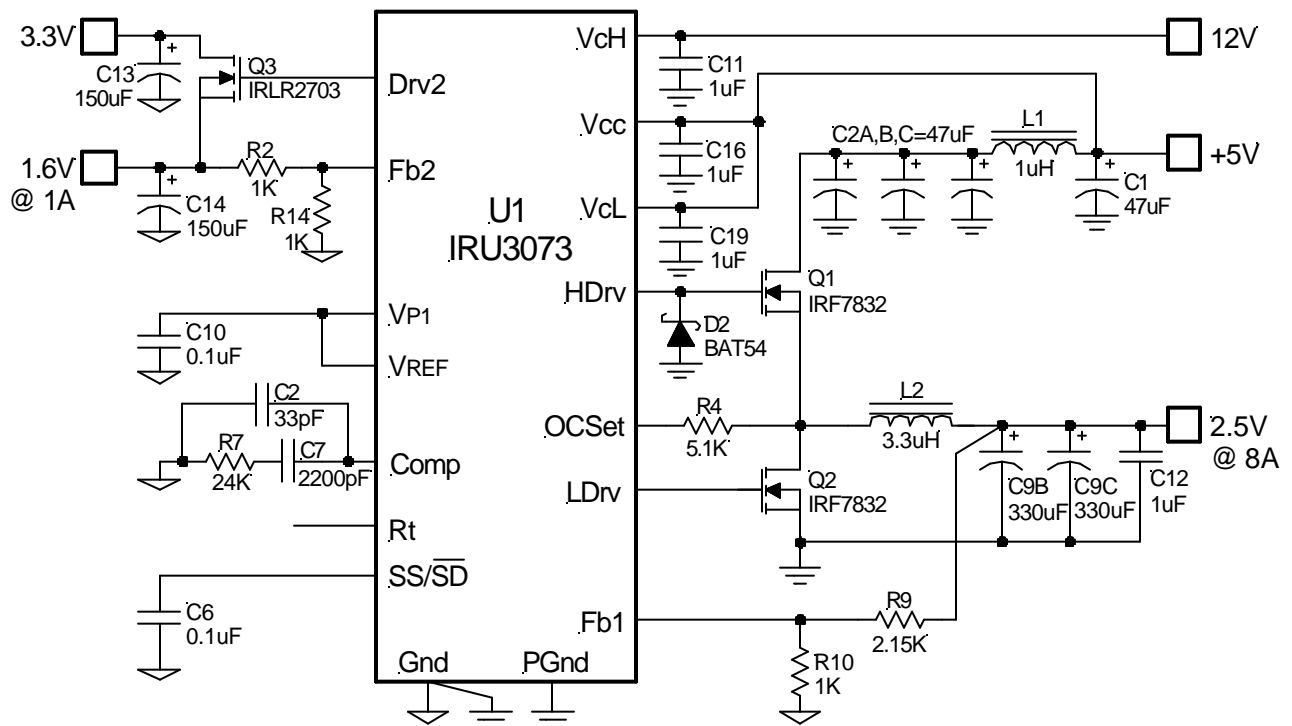 3.3V
C13
150uF
Q3
IRLR2703
1.6V
@ 1A
C14
150uF
R2
1K
R14
1K
C10
0.1uF
C2
33pF
R7
24K
C7
2200pF
C6
0.1uF
Drv2
Fb2
VP1
VREF
Comp
Rt
SS/SD
Gnd
PGnd
U1
IRU3073
VcH
Vcc
VcL
HDrv
OCSet
LDrv
Fb1
12V
C11
1uF
C16
1uF
C19
1uF
C2A,B,C=47uF
L1
1uH
+5V
C1
47uF
Q1
IRF7832
D2
BAT54
R4
5.1K
L2
3.3uH
2.5V
@ 8A
Q2
IRF7832
C9B
330uF
C9C
330uF
C12
1uF
R9
2.15K
R10
1K